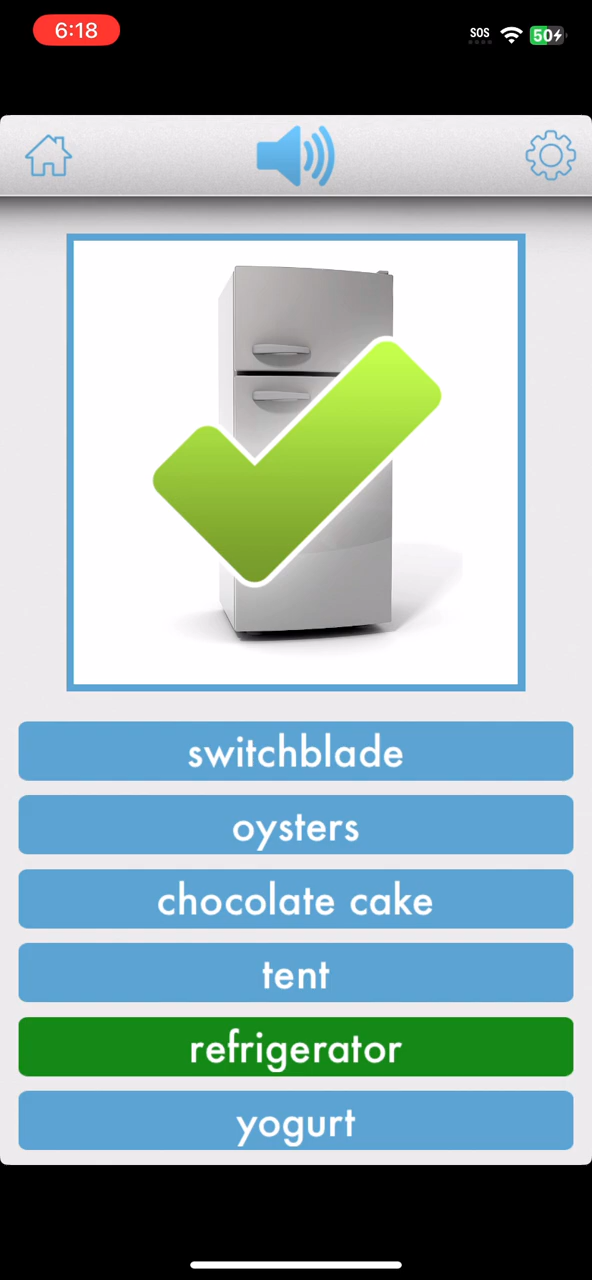 6:18
SOS
50
switchblade
oysters
chocolate cake
tent
refrigerator
yogurt